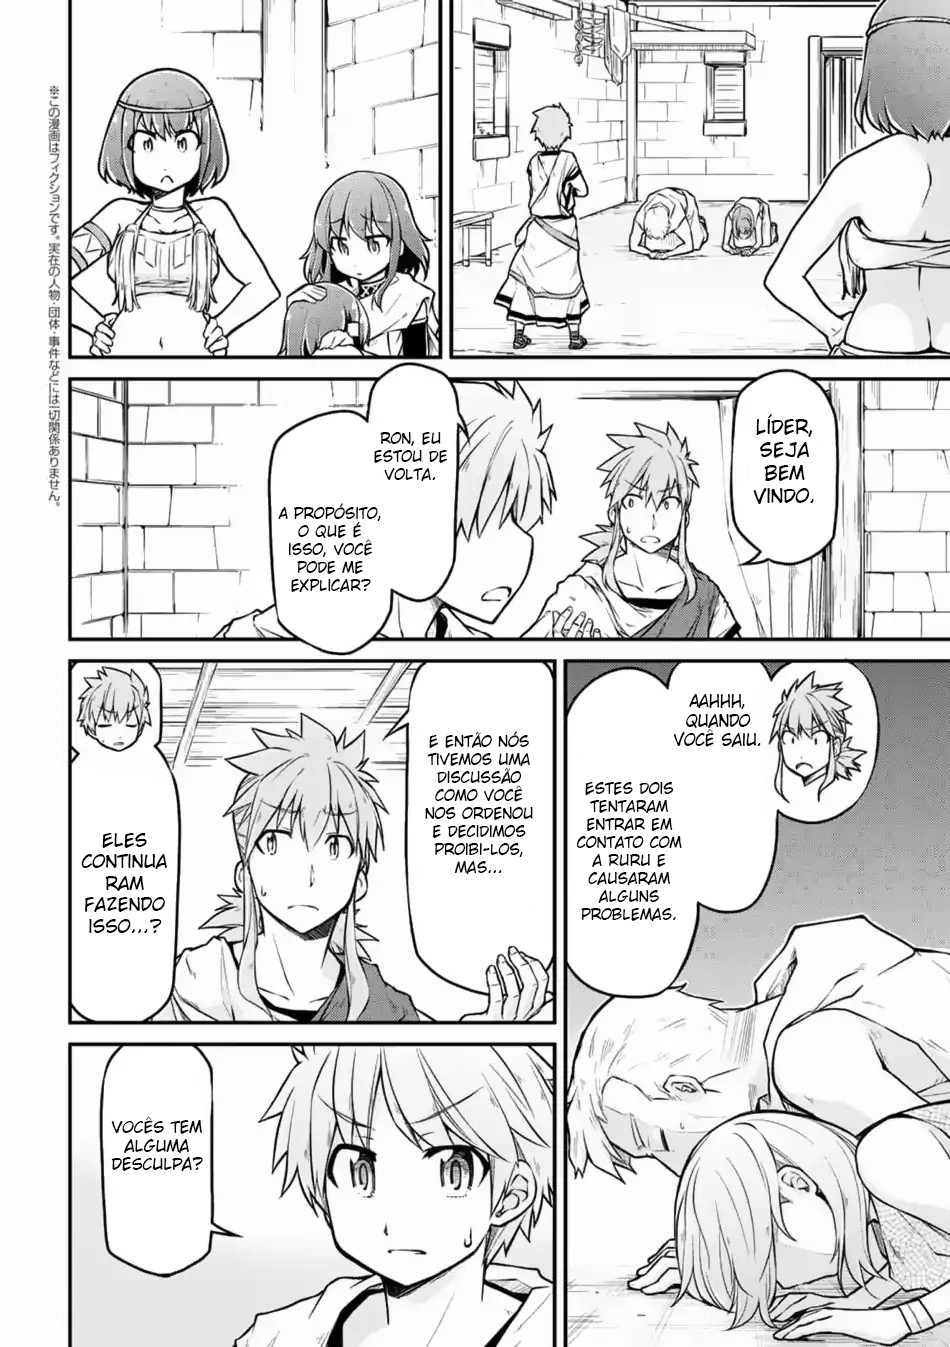 ※この漫画はフィクションです。実在の人物・団体・事件などには一切関係ありません。
LÍDER,
SEJA
BEM
VINDO.
RON, EU
ESTOU DE
VOLTA.
A PROPÓSITO,
O QUE É
ISSO, VOCÊ
PODE ME
EXPLICAR?
AAHHH,
QUANDO
VOCÊ SAIU.
ESTES DOIS
TENTARAM
ENTRAR EM
CONTATO COM
A RURU E
CAUSARAM
ALGUNS
PROBLEMAS.
E ENTÃO NÓS
TIVEMOS UMA
DISCUSSÃO
COMO VOCÊ
NOS ORDENOU
E DECIDIMOS
PROIBI-LOS,
MAS...
ELES
CONTINUA
RAM
FAZENDO
ISSO...?
VOCÊS TEM
ALGUMA
DESCULPA?